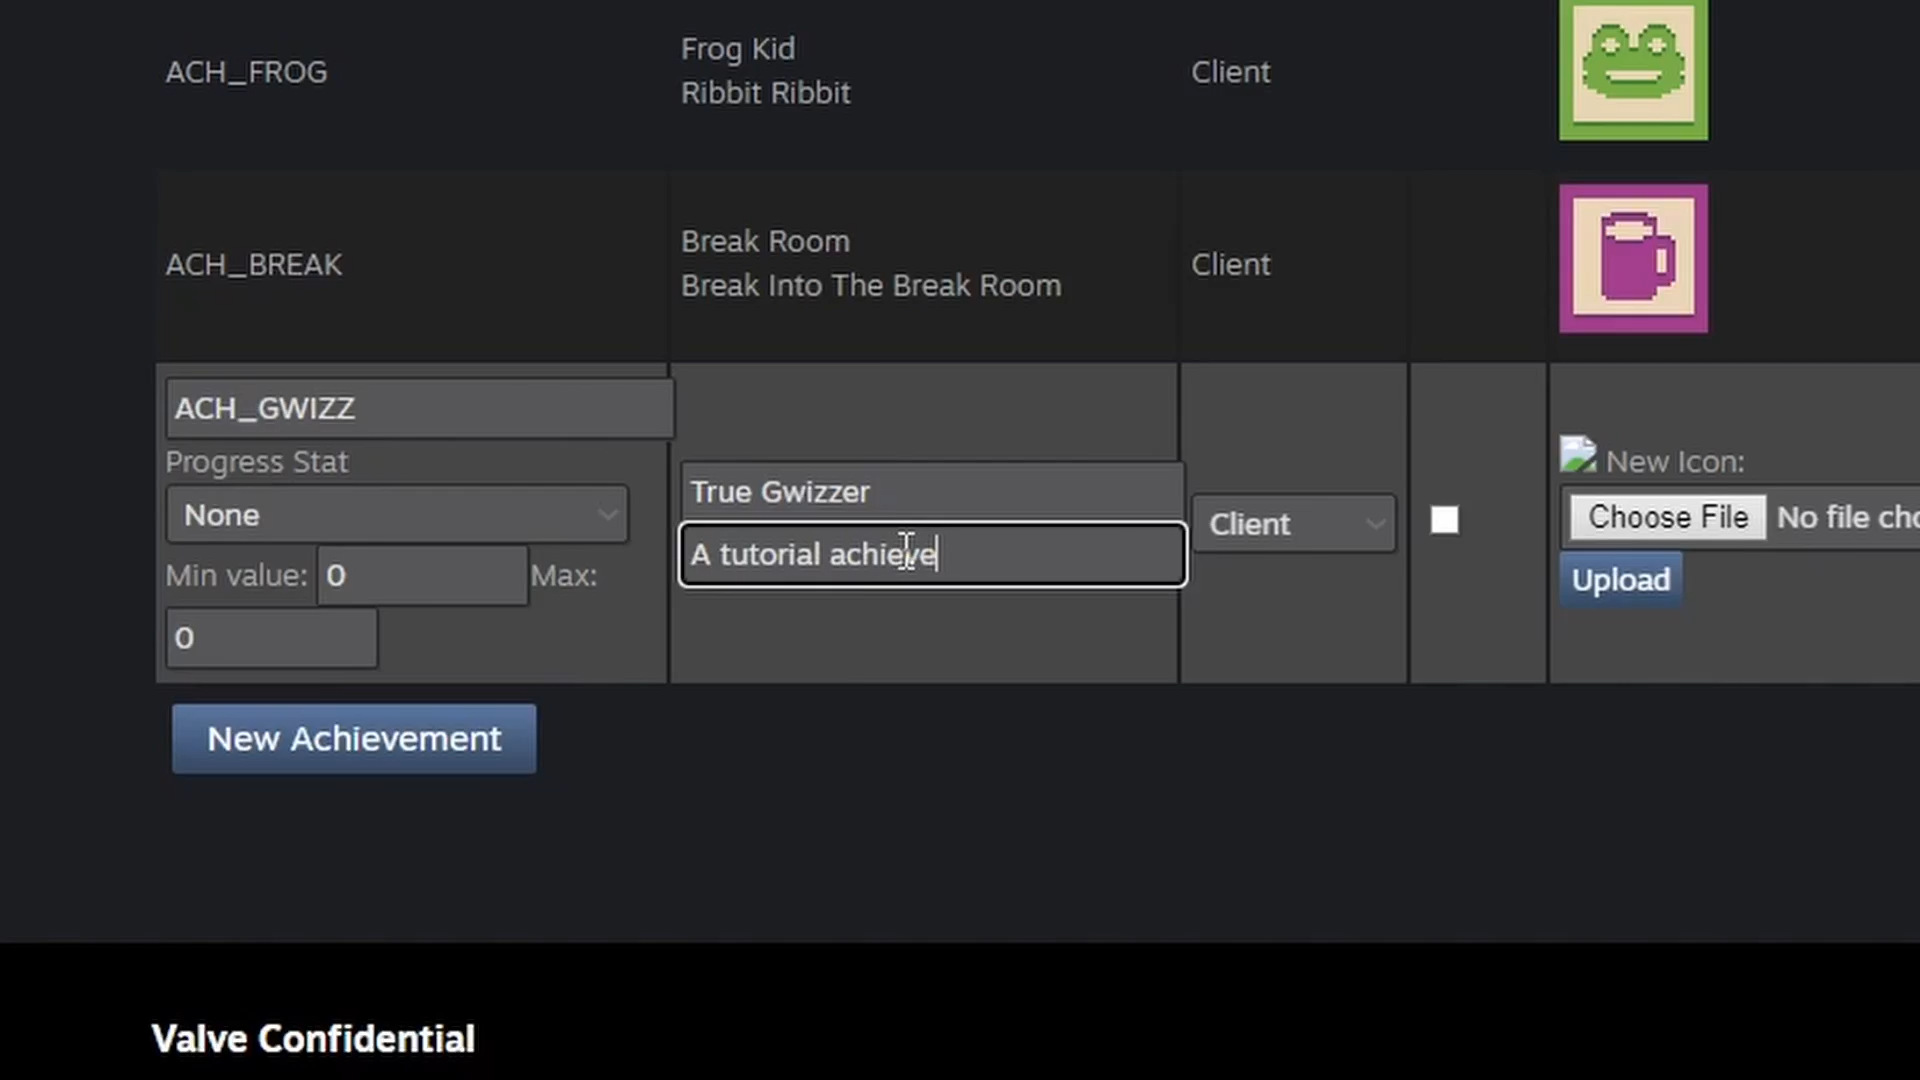 ACH_FROG
Frog Kid
Ribbit Ribbit
Client
ACH_BREAK
Break Room
Break Into The Break Room
Client
ACH_GWIZZ
Progress Stat
None
Min value: 0 Max:
0
True Gwizzer
A tutorial achieve
Client
New Icon:
Choose File No file cho
Upload
New Achievement
Valve Confidential